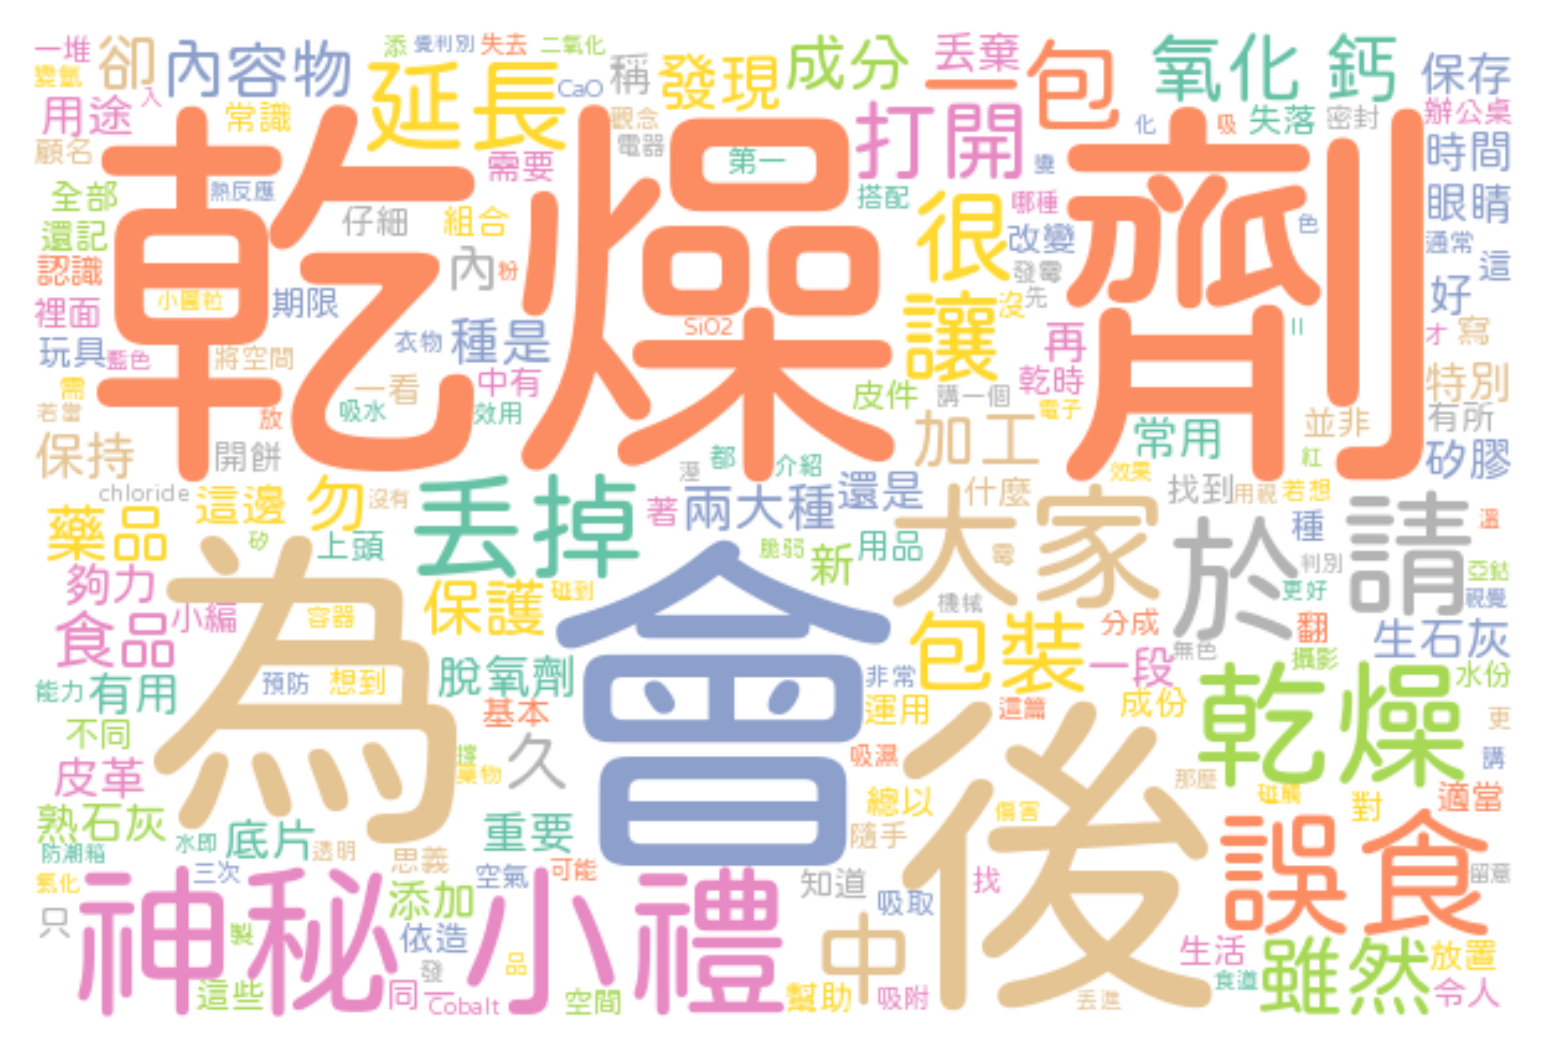 一堆
卻
內容物
添
覺判別
失去
二氧化
成分
丟棄
一包
氧化
鈣
保存
變氫
入
延長
CaO
稱
發現
用途
常識
觀念
打開
化
吸
失落
密封
辦公桌
顧名
需要
電器
第一
變
時間
全部
熱反應
乾燥劑
仔細
組合
搭配
很
哪種
改變
色
眼睛
還記
內
粉
發霉
通常
這
認識
小圓粒
期限
讓
沒
先
好
裡面
衣物
種是
SiO2
再
II
才
寫
玩具
藍色
將空間
中有
乾時
特別
需
一看
皮件
講一個
電子
若當
放
吸水
效用
加工
常用
並非
有所
保持
開餅
濕
都
介紹
效果
紅
矽膠
chloride
這邊
勿
沒有
丟掉
著
兩大種
還是
什麼
找到
用視
若想
藥品
矽
上頭
脆弱
新
用品
大家
電
種
於
請
溫
判別
夠力
小編
容器
保護
碰到
機械
更好
亞鈷
視覺
食品
為
會
包裝
分成
翻
生石灰
無色
攝影
能力
有用
預防
想到
脫氧劑
非常
一段
乾燥
水份
不同
基本
運用
這篇
成份
更
皮革
撐
藥物
久
吸濕
後
那麼
講
熟石灰
水即
底片
透明
重要
總以
傷害
碰觸
對
適當
防潮箱
思義
隨手
誤食
氯化
三次
空氣
可能
知道
找
留意
只
神秘小禮
添加
吸取
製
依造
中
生活
雖然
放置
發
品
食道
這些
同一
Cobalt
空間
幫助
吸附
丟進
令人